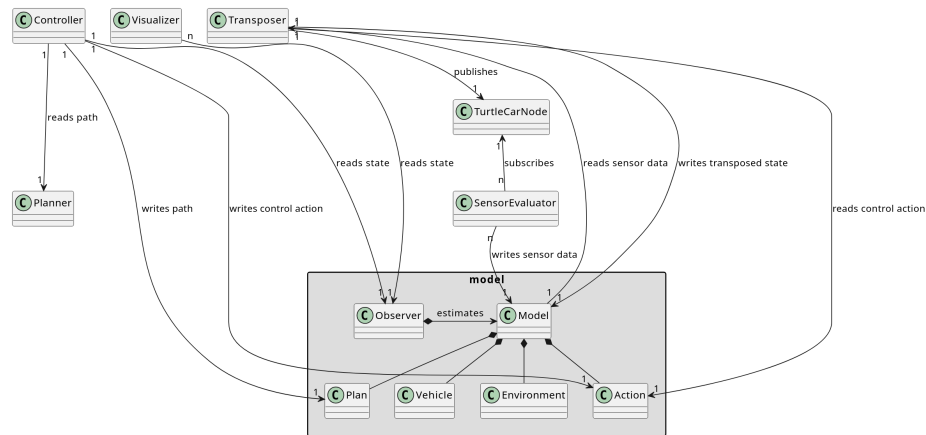 C Controller
C Visualizer
C Transposer
1
1
1
n
1
1
publishes
1
C TurtleCarNode
reads path
reads state
reads state
1
subscribes
reads sensor data
writes transposed state
1
n
C Planner
C SensorEvaluator
writes path
writes control action
reads control action
n
writes sensor data
model
1
1
1
1
1
C Observer
estimates
C Model
1
1
1
C Plan
C Vehicle
C Environment
C Action